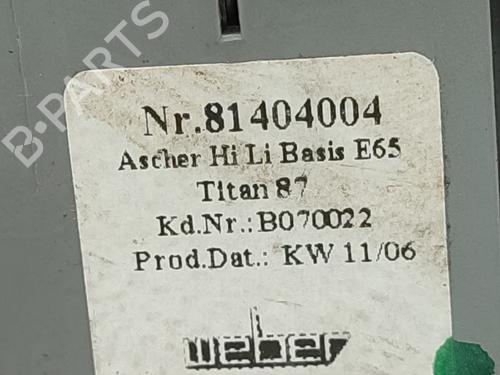 B-PARTS
Nr.81404004
Ascher Hi Li Basis E65
Titan 87
Kd.Nr.:B070022
Prod.Dat.: KW 11/06
weber